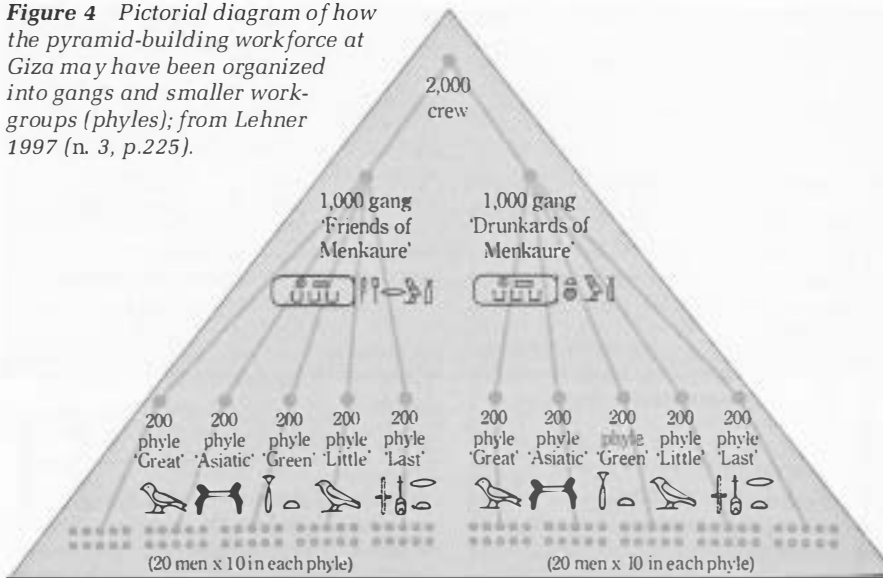 Figure 4 Pictorial diagram of how
the pyramid-building workforce at
Giza may have been organized
into gangs and smaller work-
groups (phyles); from Lehner
1997 (n. 3, p.225).
2,000
crew
1,000 gang
'Friends of
Menkaure'
1,000 gang
'Drunkards of
Menkaure'
200
phyle
'Great'
200
phyle
'Asiatic'
200
phyle
'Green'
200
phyle
'Little'
200
phyle
'Last'
200
phyle
'Great'
200
phyle
'Asiatic'
200
phyle
'Green'
200
phyle
'Little'
200
phyle
'Last'
(20 men x 10 in each phyle)
(20 men x 10 in each phyle)